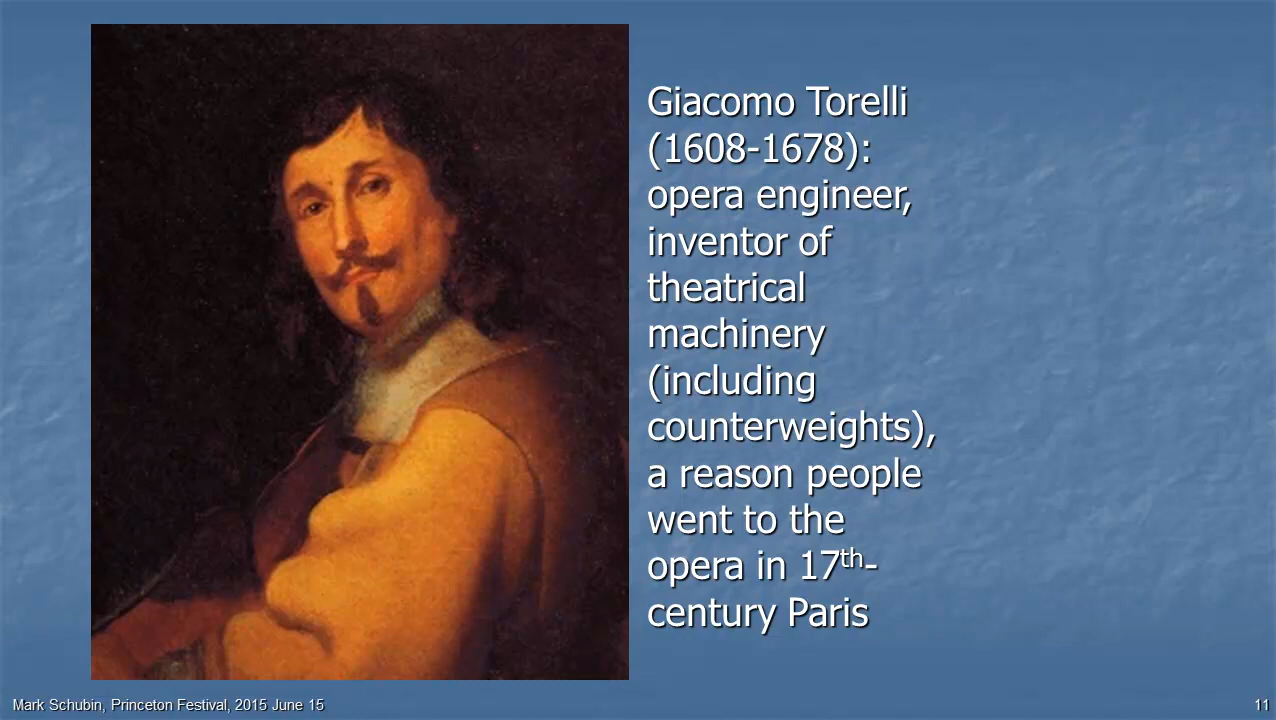 Giacomo Torelli
(1608-1678):
opera engineer,
inventor of
theatrical
machinery
(including
counterweights),
a reason people
went to the
opera in 17th-
century Paris
Mark Schubin, Princeton Festival, 2015 June 15
11